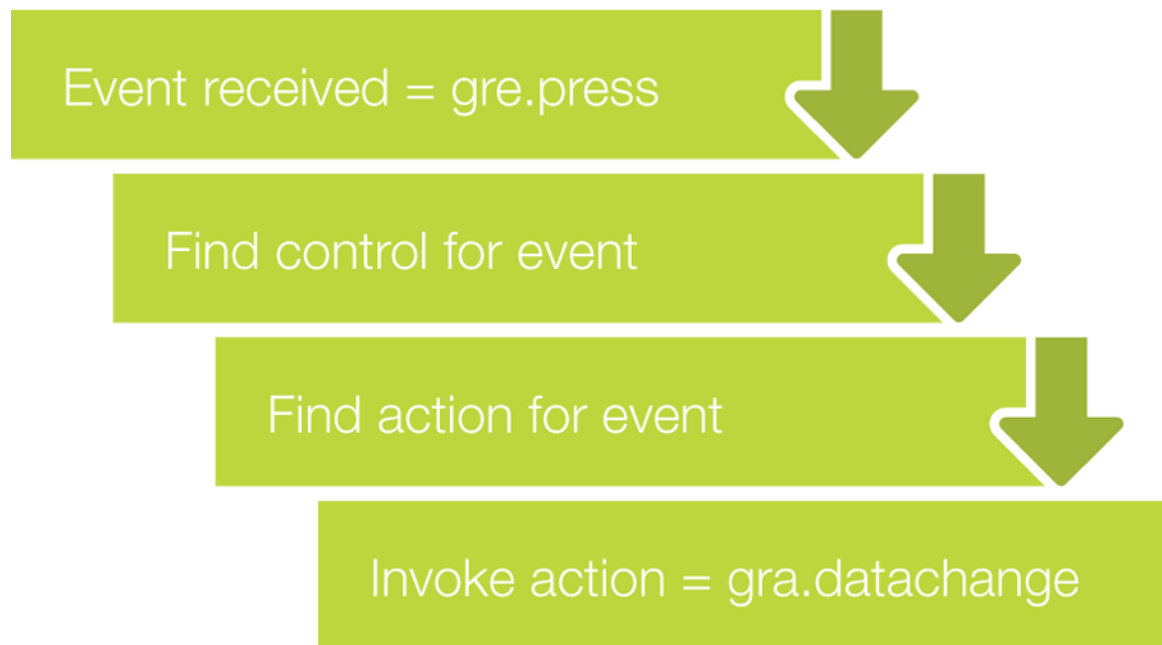 Event received = gre.press
Find control for event
Find action for event
Invoke action = gra.datachange